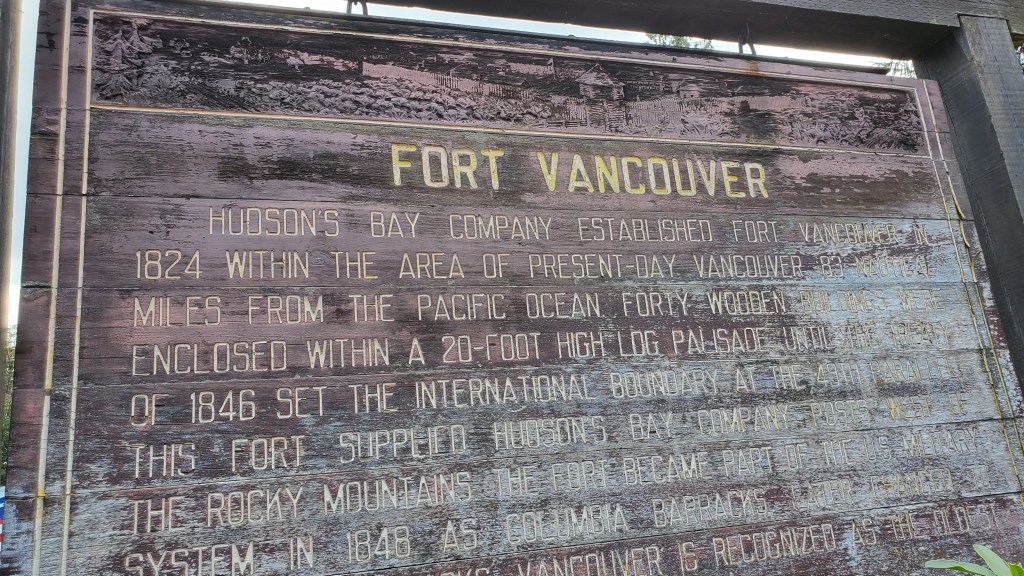 FORT VANCOUVER
HUDSON'S BAY COMPANY ESTABLISHED FORT VANCOUVER IN
1824 WITHIN THE AREA OF PRESENT-DAY VANCOUVER, 83
MILES FROM THE PACIFIC OCEAN. FORTY WOODEN BUILDINGS WERE
ENCLOSED WITHIN A 20-FOOT HIGH LOG PALISADE. UNTIL THE TREATY
OF 1846 SET THE INTERNATIONAL BOUNDARY AT THE 49TH PARALLEL
THIS FORT SUPPLIED HUDSON'S BAY COMPANY POSTS WEST OF
THE ROCKY MOUNTAINS. THE FORT BECAME PART OF THE U.S. MILITARY
SYSTEM IN 1848 AS COLUMBIA BARRACKS, LATER CHANGED TO
VANCOUVER IS RECOGNIZED AS THE OLDEST